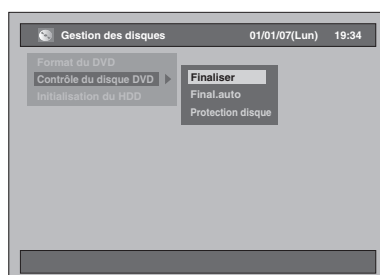 Gestion des disques 01/01/07(Lun) 19:34
Format du DVD
Contrôle du disque DVD
Initialisation du HDD
Finaliser
Final.auto
Protection disque